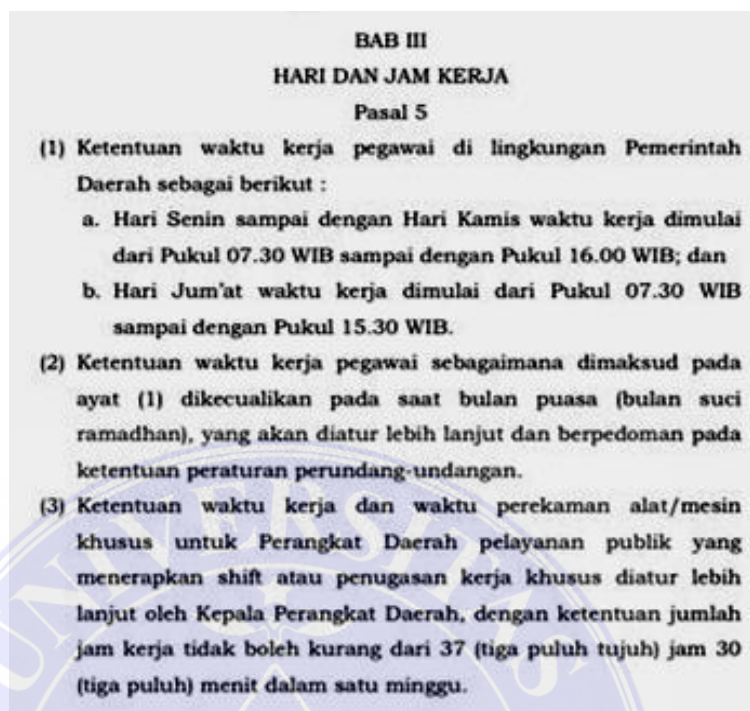 BAB III
HARI DAN JAM KERJA
Pasal 5
(1) Ketentuan waktu kerja pegawai di lingkungan Pemerintah
Daerah sebagai berikut :
a. Hari Senin sampai dengan Hari Kamis waktu kerja dimulai
dari Pukul 07.30 WIB sampai dengan Pukul 16.00 WIB; dan
b. Hari Jum'at waktu kerja dimulai dari Pukul 07.30 WIB
sampai dengan Pukul 15.30 WIB.
(2) Ketentuan waktu kerja pegawai sebagaimana dimaksud pada
ayat (1) dikecualikan pada saat bulan puasa (bulan suci
ramadhan), yang akan diatur lebih lanjut dan berpedoman pada
ketentuan peraturan perundang-undangan.
(3) Ketentuan waktu kerja dan waktu perekaman alat/mesin
khusus untuk Perangkat Daerah pelayanan publik yang
menerapkan shift atau penugasan kerja khusus diatur lebih
lanjut oleh Kepala Perangkat Daerah, dengan ketentuan jumlah
jam kerja tidak boleh kurang dari 37 (tiga puluh tujuh) jam 30
(tiga puluh) menit dalam satu minggu.
UNIVERSITAS